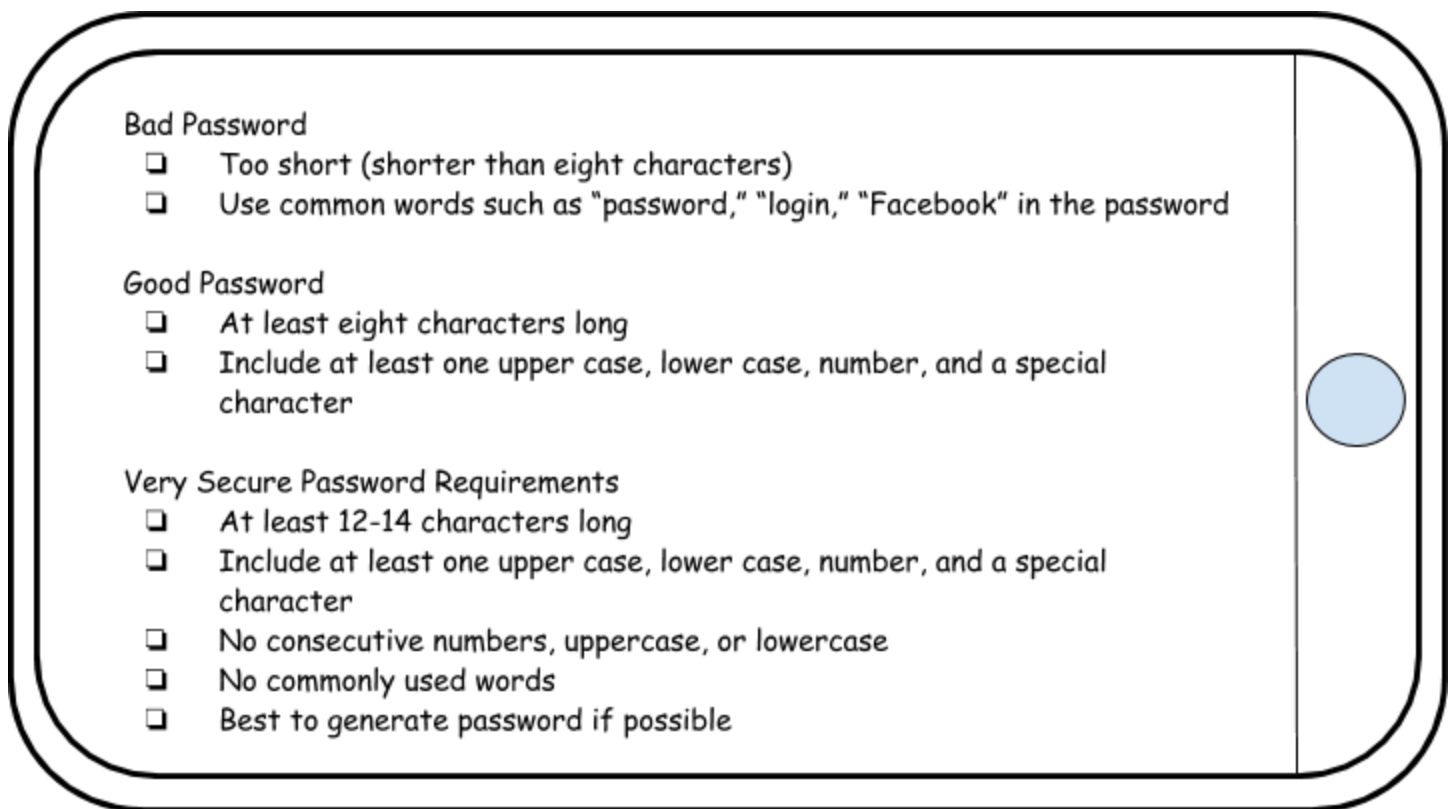 Bad Password
❏ Too short (shorter than eight characters)
❏ Use common words such as “password,” “login,” “Facebook” in the password
Good Password
❏ At least eight characters long
❏ Include at least one upper case, lower case, number, and a special
character
Very Secure Password Requirements
❏ At least 12-14 characters long
❏ Include at least one upper case, lower case, number, and a special
character
❏ No consecutive numbers, uppercase, or lowercase
❏ No commonly used words
❏ Best to generate password if possible